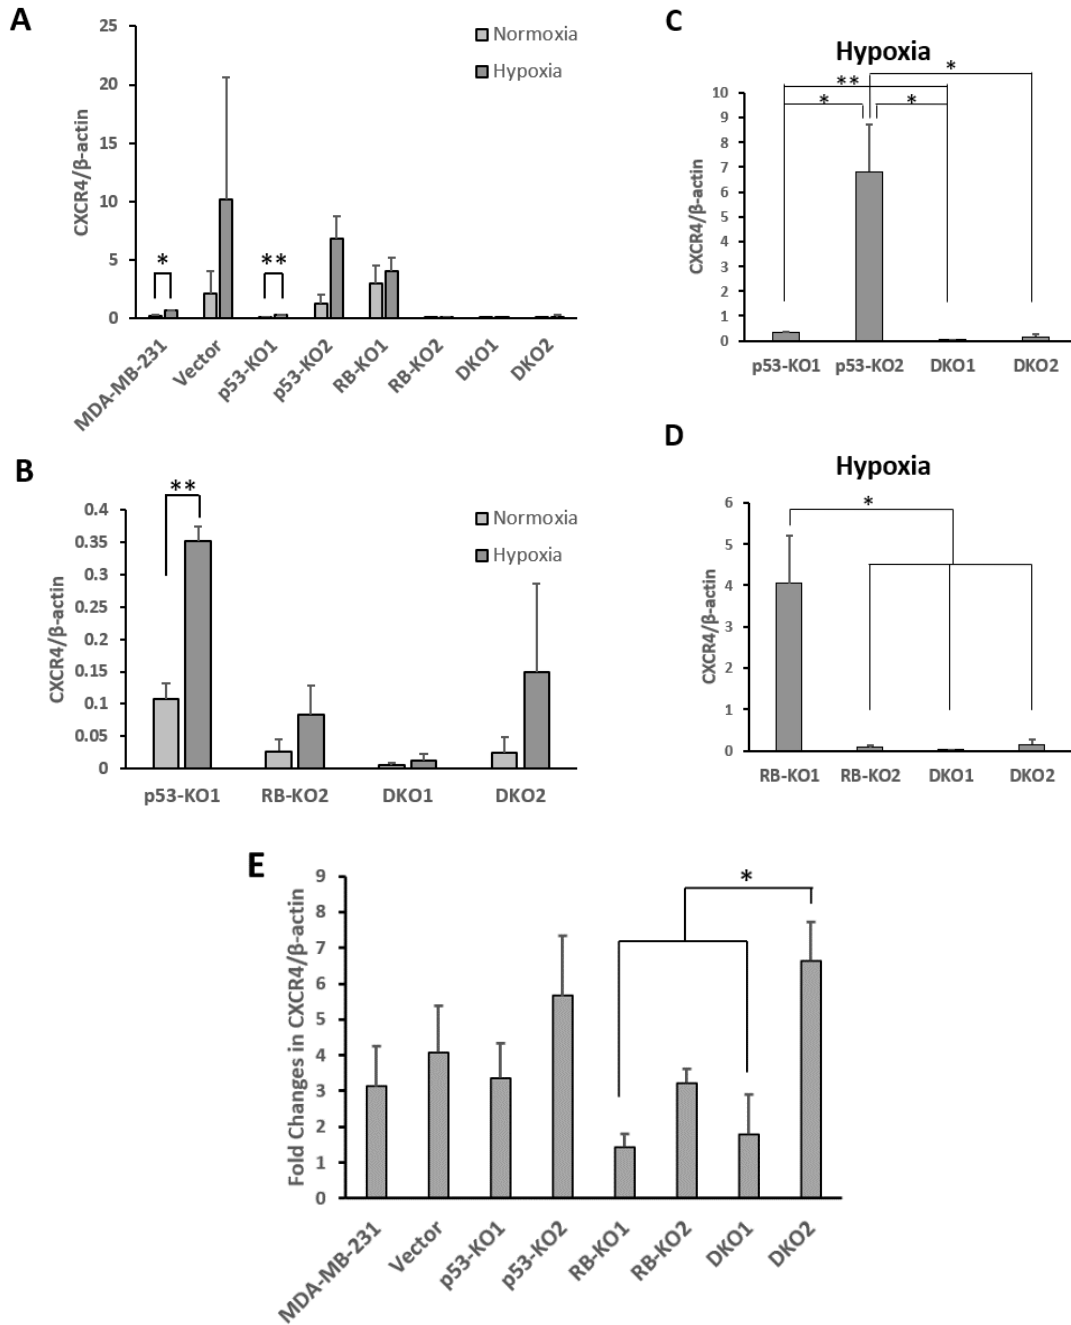 A
25
20
15
10
5
0
CXCR4/β-actin
Normoxia
Hypoxia
*
**
MDA-MB-231
Vector
p53-KO1
p53-KO2
RB-KO1
RB-KO2
DKO1
DKO2
C
Hypoxia
10
9
8
7
6
5
4
3
2
1
0
CXCR4/β-actin
*
**
*
*
p53-KO1
p53-KO2
DKO1
DKO2
B
0.4
0.35
0.3
0.25
0.2
0.15
0.1
0.05
0
CXCR4/β-actin
**
Normoxia
Hypoxia
p53-KO1
RB-KO2
DKO1
DKO2
D
Hypoxia
6
5
4
3
2
1
0
CXCR4/β-actin
*
RB-KO1
RB-KO2
DKO1
DKO2
E
9
8
7
6
5
4
3
2
1
0
Fold Changes in CXCR4/β-actin
*
MDA-MB-231
Vector
p53-KO1
p53-KO2
RB-KO1
RB-KO2
DKO1
DKO2